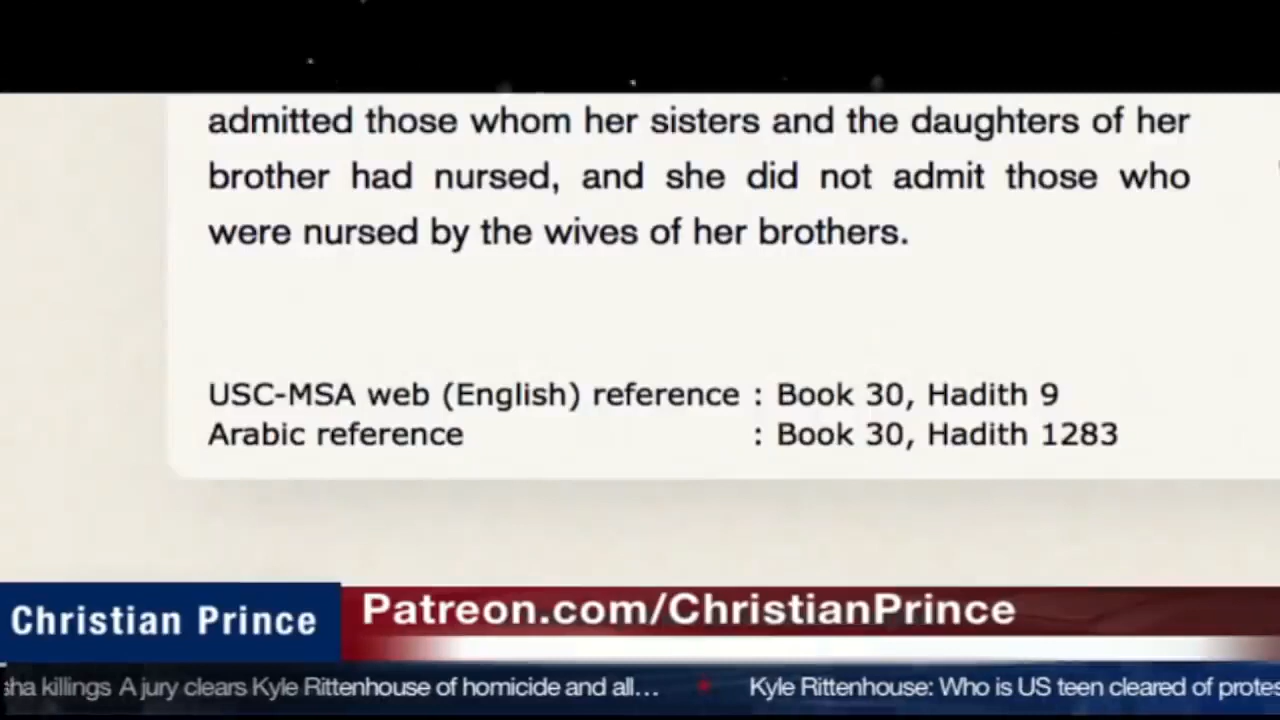 admitted those whom her sisters and the daughters of her
brother had nursed, and she did not admit those who
were nursed by the wives of her brothers.
USC-MSA web (English) reference : Book 30, Hadith 9
Arabic reference : Book 30, Hadith 1283
Christian Prince
Patreon.com/ChristianPrince
killings A jury clears Kyle Rittenhouse of homicide and all... Kyle Rittenhouse: Who is US teen cleared of